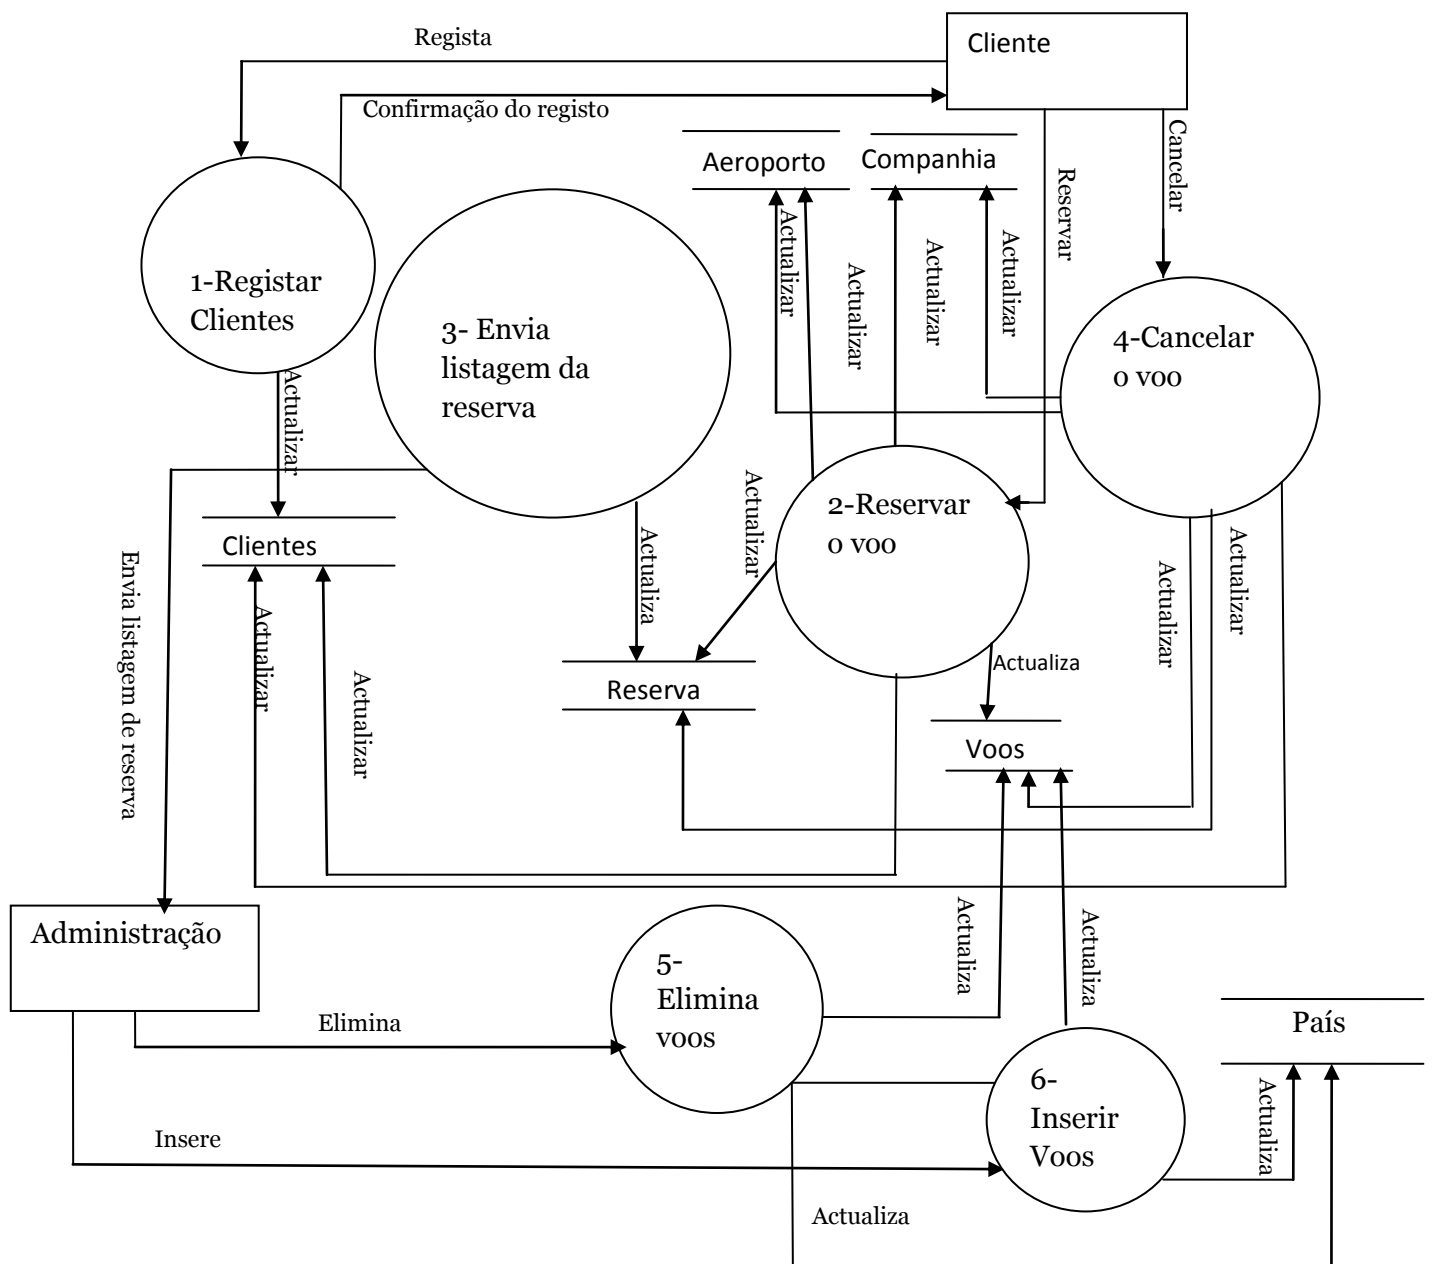 Regista
Cliente
Confirmação do registo
Cancelar
Aeroporto
Companhia
Reservar
Actualizar
Actualizar
Actualizar
Actualizar
1-Registar
Clientes
3- Envia
listagem da
reserva
4-Cancelar
o voo
Actualizar
Actualizar
2-Reservar
o voo
Clientes
Actualiza
Actualizar
Actualizar
Envia listagem de reserva
Actualizar
Actualizar
Actualiza
Reserva
Voos
Administração
Actualiza
Actualiza
5-
Elimina
voos
Elimina
País
6-
Inserir
Voos
Actualiza
Insere
Actualiza